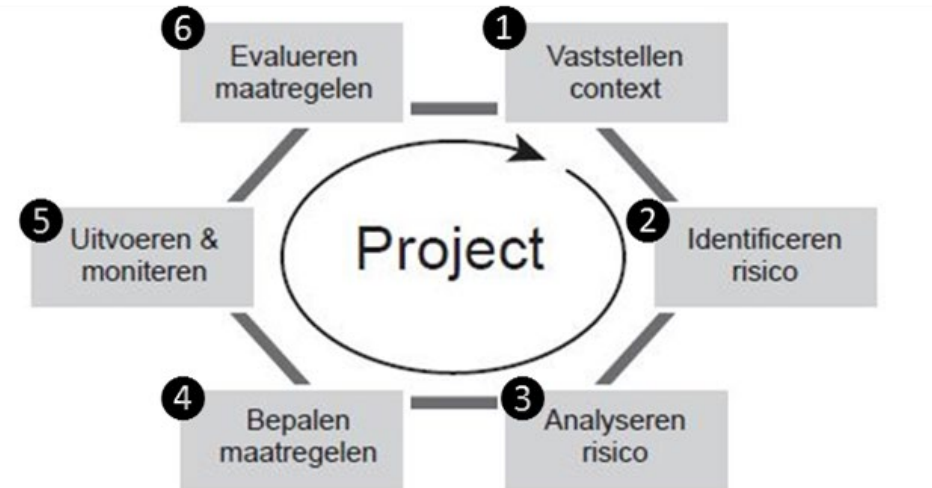 1
Vaststellen
context
2
Identificeren
risico
3
Analyseren
risico
4
Bepalen
maatregelen
5
Uitvoeren &
moniteren
6
Evalueren
maatregelen
Project